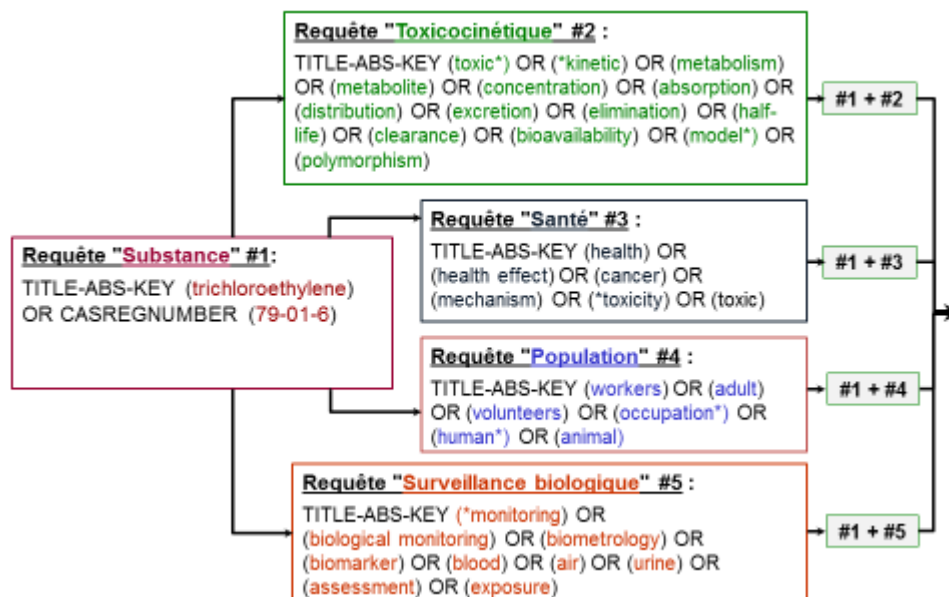 Requête "Toxicocinétique" #2 :
TITLE-ABS-KEY (toxic*) OR (*kinetic) OR (metabolism)
OR (metabolite) OR (concentration) OR (absorption) OR
(distribution) OR (excretion) OR (elimination) OR (half-
life) OR (clearance) OR (bioavailability) OR (model*) OR
(polymorphism)
#1 + #2
Requête "Substance" #1:
TITLE-ABS-KEY (trichloroethylene)
OR CASREGNUMBER (79-01-6)
Requête "Santé" #3 :
TITLE-ABS-KEY (health) OR
(health effect) OR (cancer) OR
(mechanism) OR (*toxicity) OR (toxic)
#1 + #3
Requête "Population" #4 :
TITLE-ABS-KEY (workers) OR (adult)
OR (volunteers) OR (occupation*) OR
(human*) OR (animal)
#1 + #4
Requête "Surveillance biologique" #5 :
TITLE-ABS-KEY (*monitoring) OR
(biological monitoring) OR (biometrology) OR
(biomarker) OR (blood) OR (air) OR (urine) OR
(assessment) OR (exposure)
#1 + #5